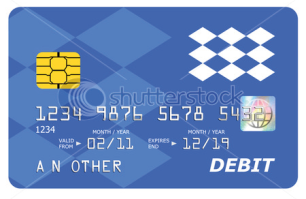 shutterstock
1234 9876 5678 5432
1234
VALID FROM ► MONTH / YEAR 02/11 EXPIRES END ► MONTH / YEAR 12/19
A N OTHER DEBIT